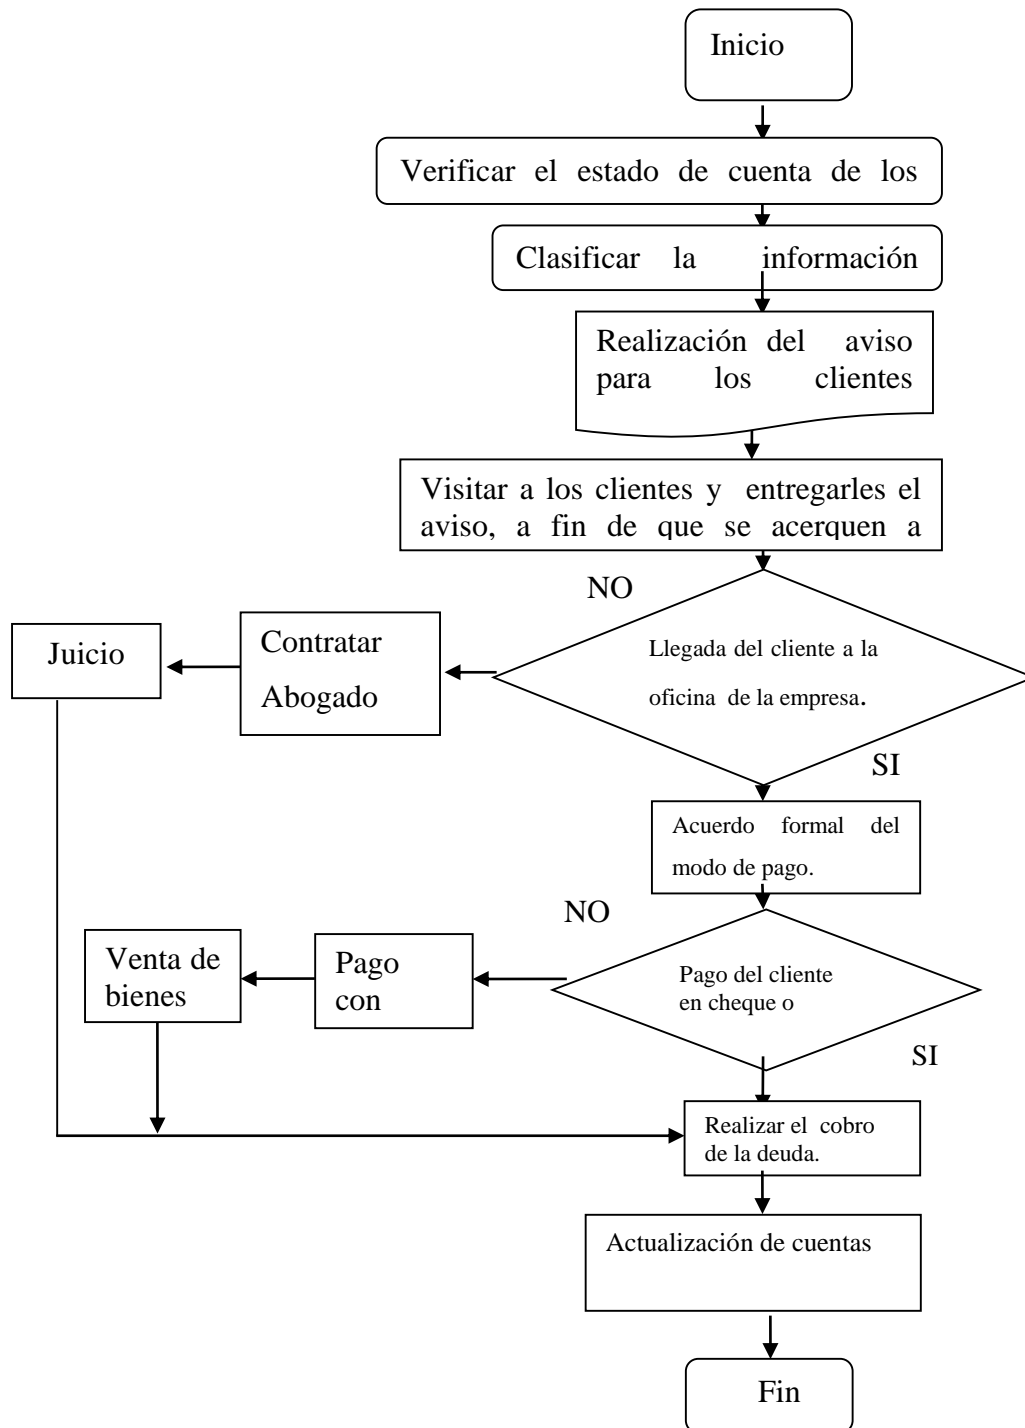 Inicio
Verificar el estado de cuenta de los
Clasificar la información
Realización del aviso
para los clientes
Visitar a los clientes y entregarles el
aviso, a fin de que se acerquen a
NO
Llegada del cliente a la
oficina de la empresa.
Contratar
Abogado
Juicio
SI
Acuerdo formal del
modo de pago.
NO
Pago del cliente
en cheque o
Pago
con
Venta de
bienes
SI
Realizar el cobro
de la deuda.
Actualización de cuentas
Fin